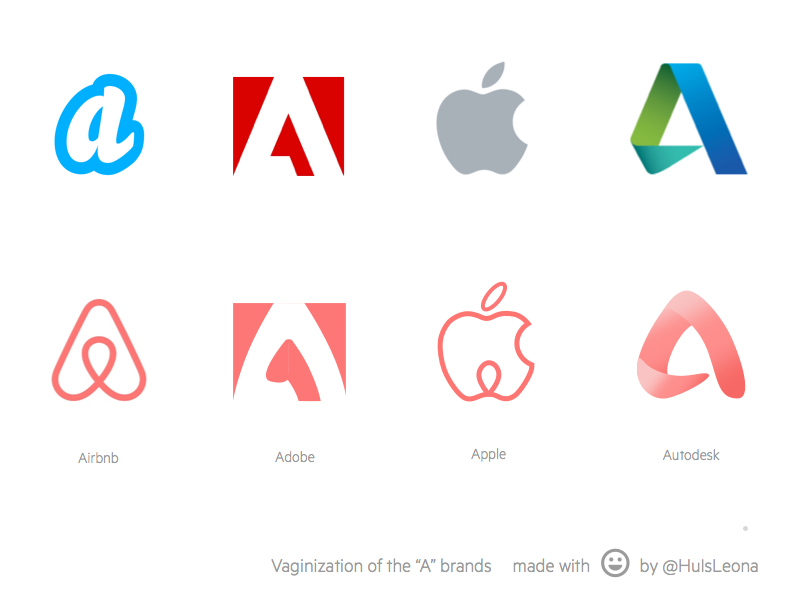 a
A
A
A
Airbnb
Adobe
Apple
Autodesk
Vaginization of the “A” brands made with by @HulsLeona